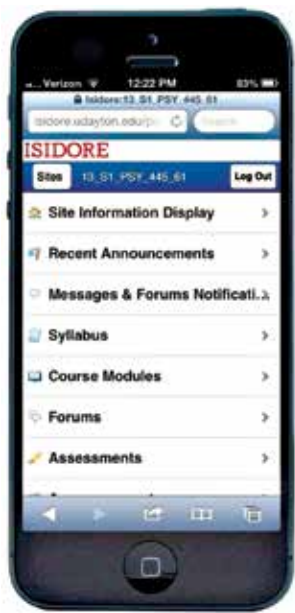 Verizon 12:22 PM 83%
Isidore:13_S1_PSY_445_61
isidore.udayton.edu/p Search
ISIDORE
Sites 13_S1_PSY_445_61 Log Out
Site Information Display
Recent Announcements
Messages & Forums Notificati..
Syllabus
Course Modules
Forums
Assessments